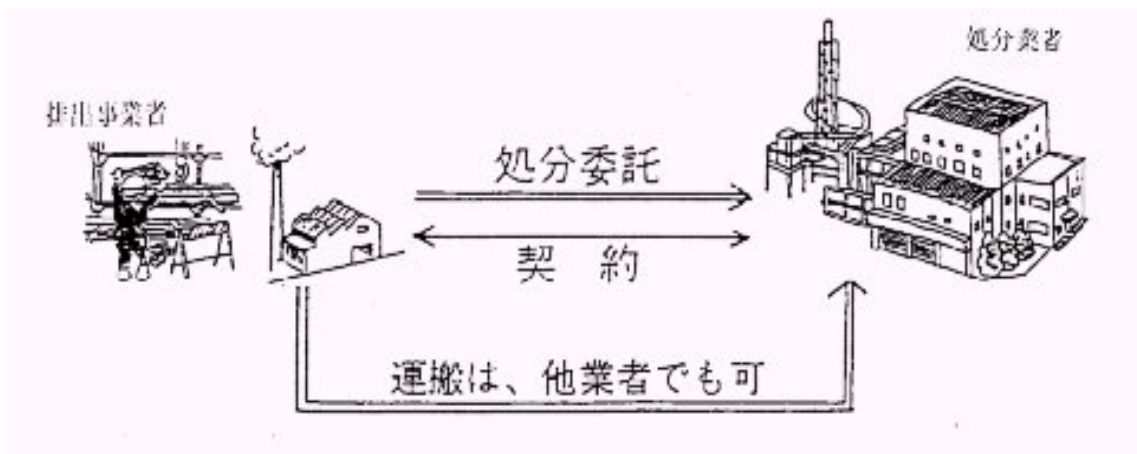 処分業者
排出事業者
処分委託
契 約
運搬は、他業者でも可